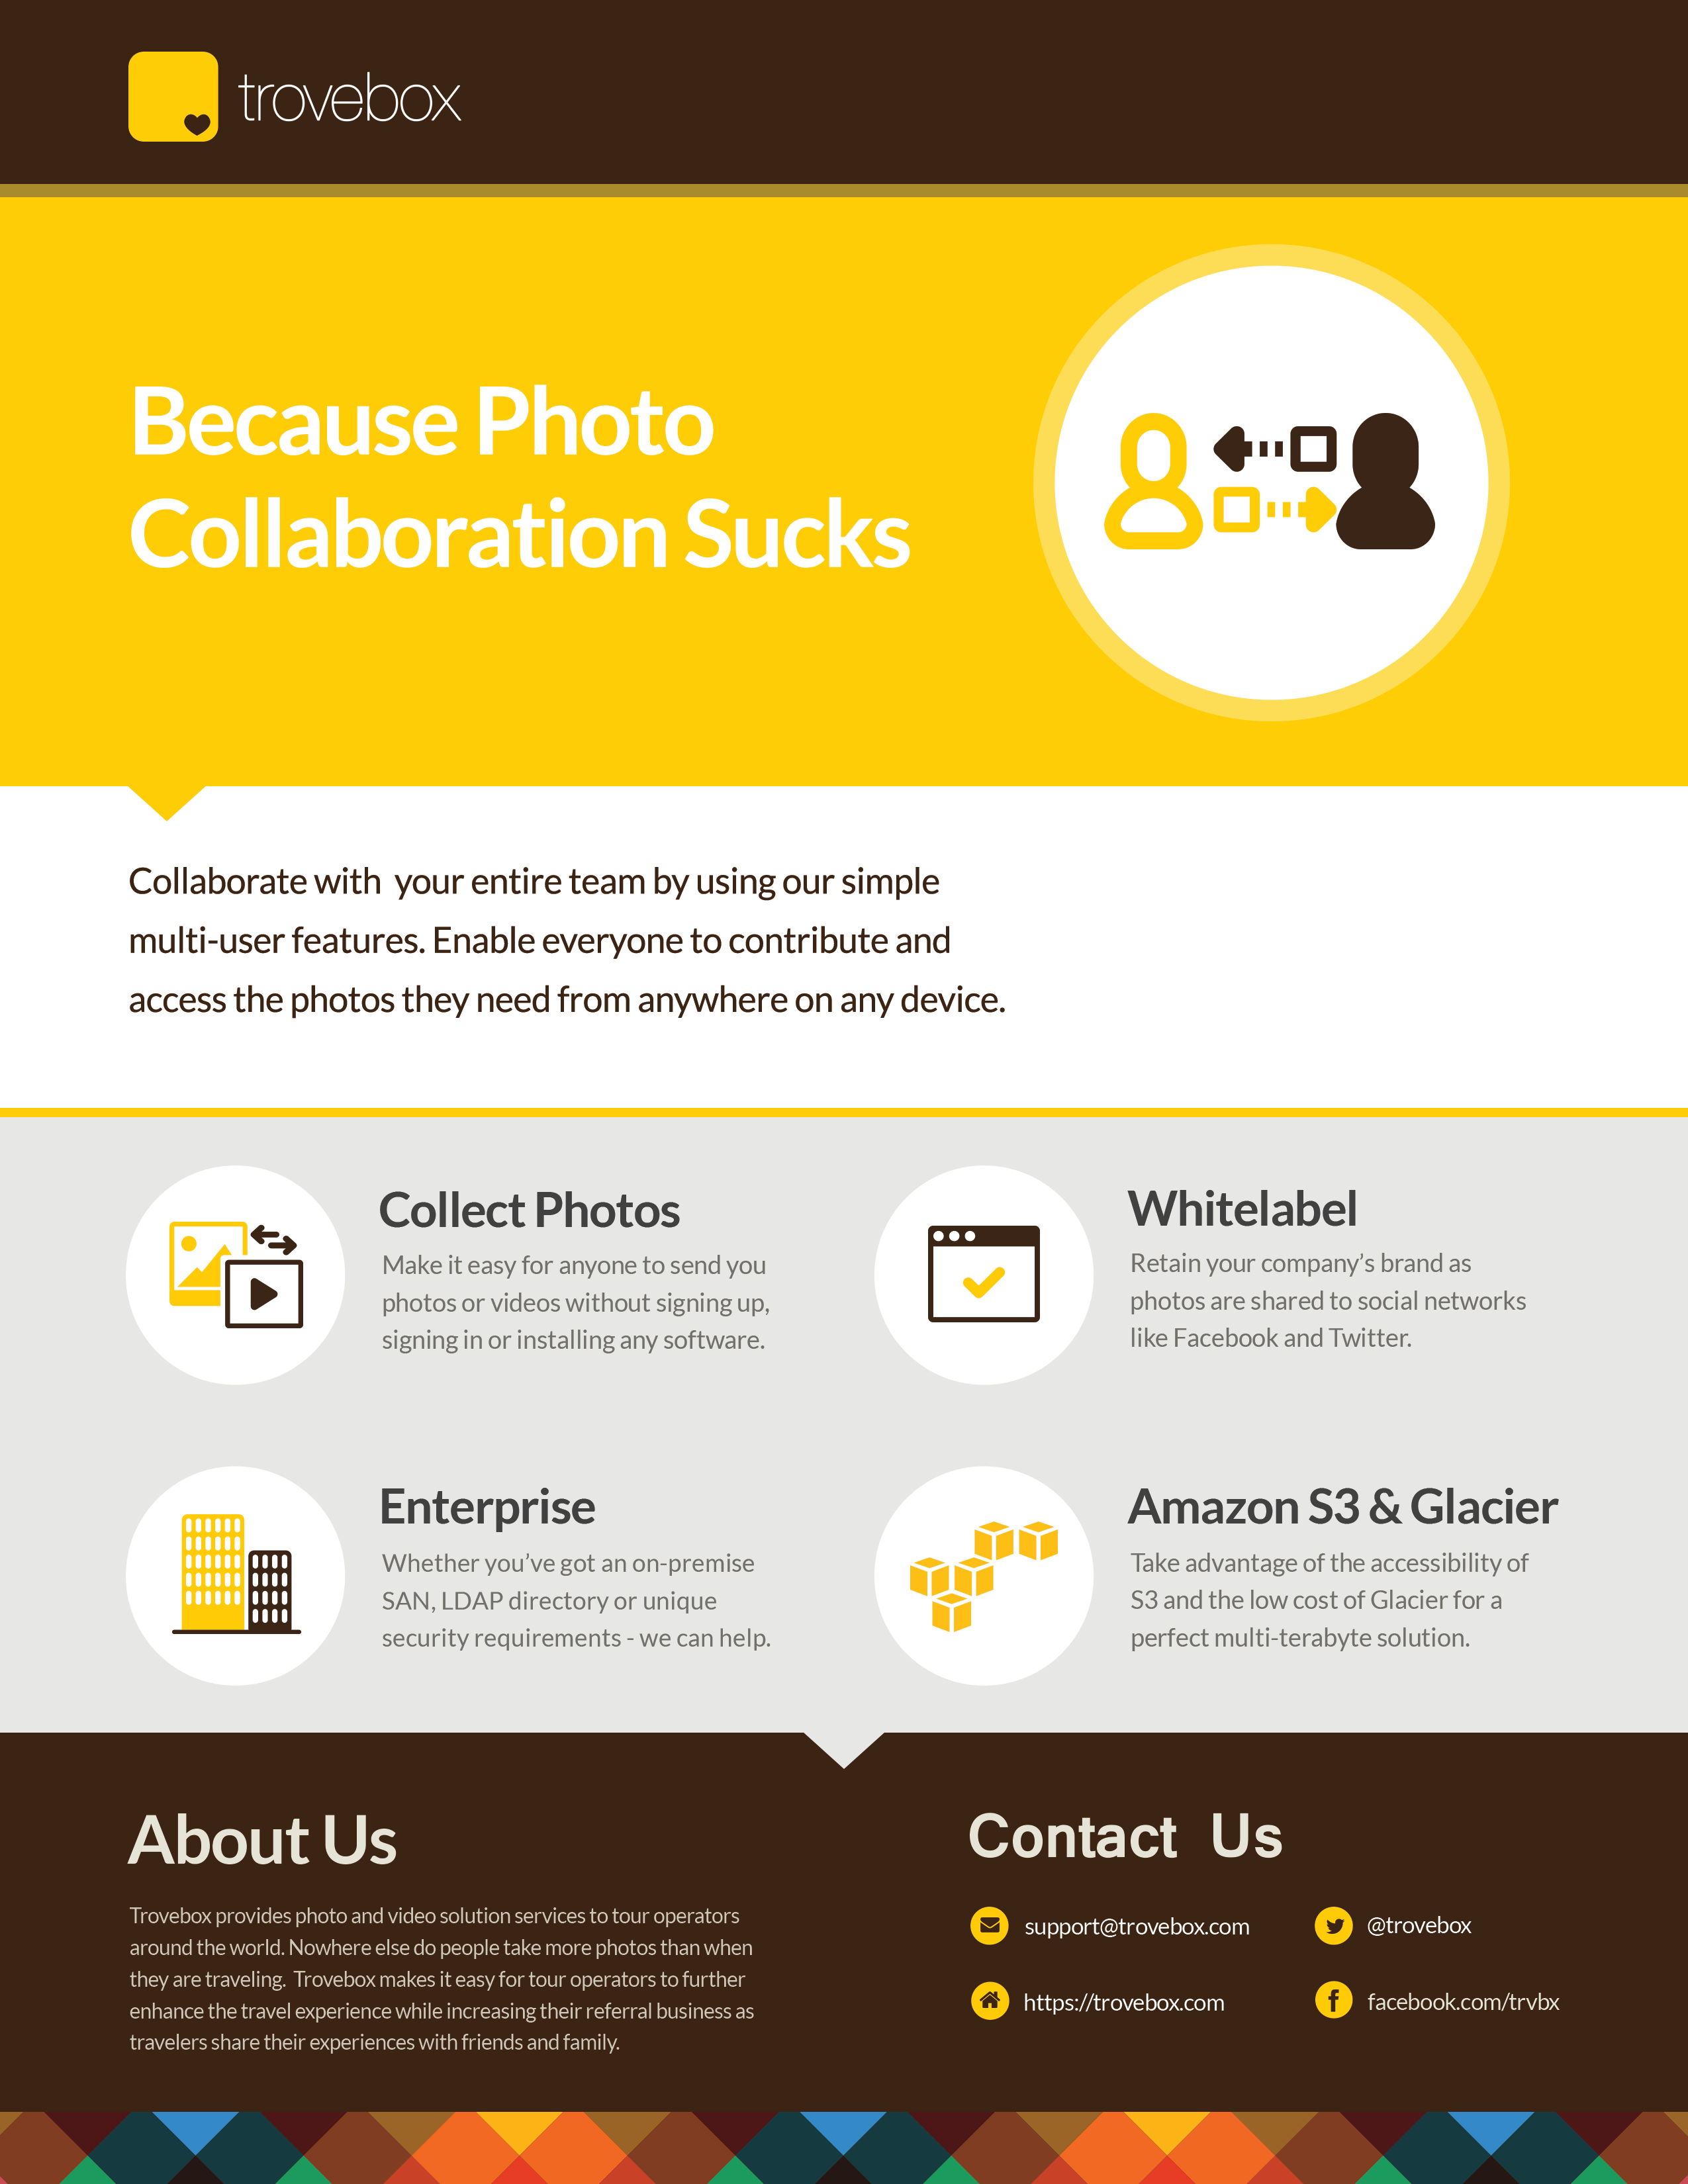 trovebox
Because Photo
Collaboration Sucks
Collaborate with  your entire team by using our simple
multi-user features. Enable everyone to contribute and
access the photos they need from anywhere on any device.
Collect Photos
Make it easy for anyone to send you
photos or videos without signing up,
signing in or installing any software.
Whitelabel
Retain your company’s brand as
photos are shared to social networks
like Facebook and Twitter.
Enterprise
Whether you’ve got an on-premise
SAN, LDAP directory or unique
security requirements - we can help.
Amazon S3 & Glacier
Take advantage of the accessibility of
S3 and the low cost of Glacier for a
perfect multi-terabyte solution.
About Us
Trovebox provides photo and video solution services to tour operators
around the world. Nowhere else do people take more photos than when
they are traveling.  Trovebox makes it easy for tour operators to further
enhance the travel experience while increasing their referral business as
travelers share their experiences with friends and family.
Contact Us
support@trovebox.com
@trovebox
https://trovebox.com
facebook.com/trvbx